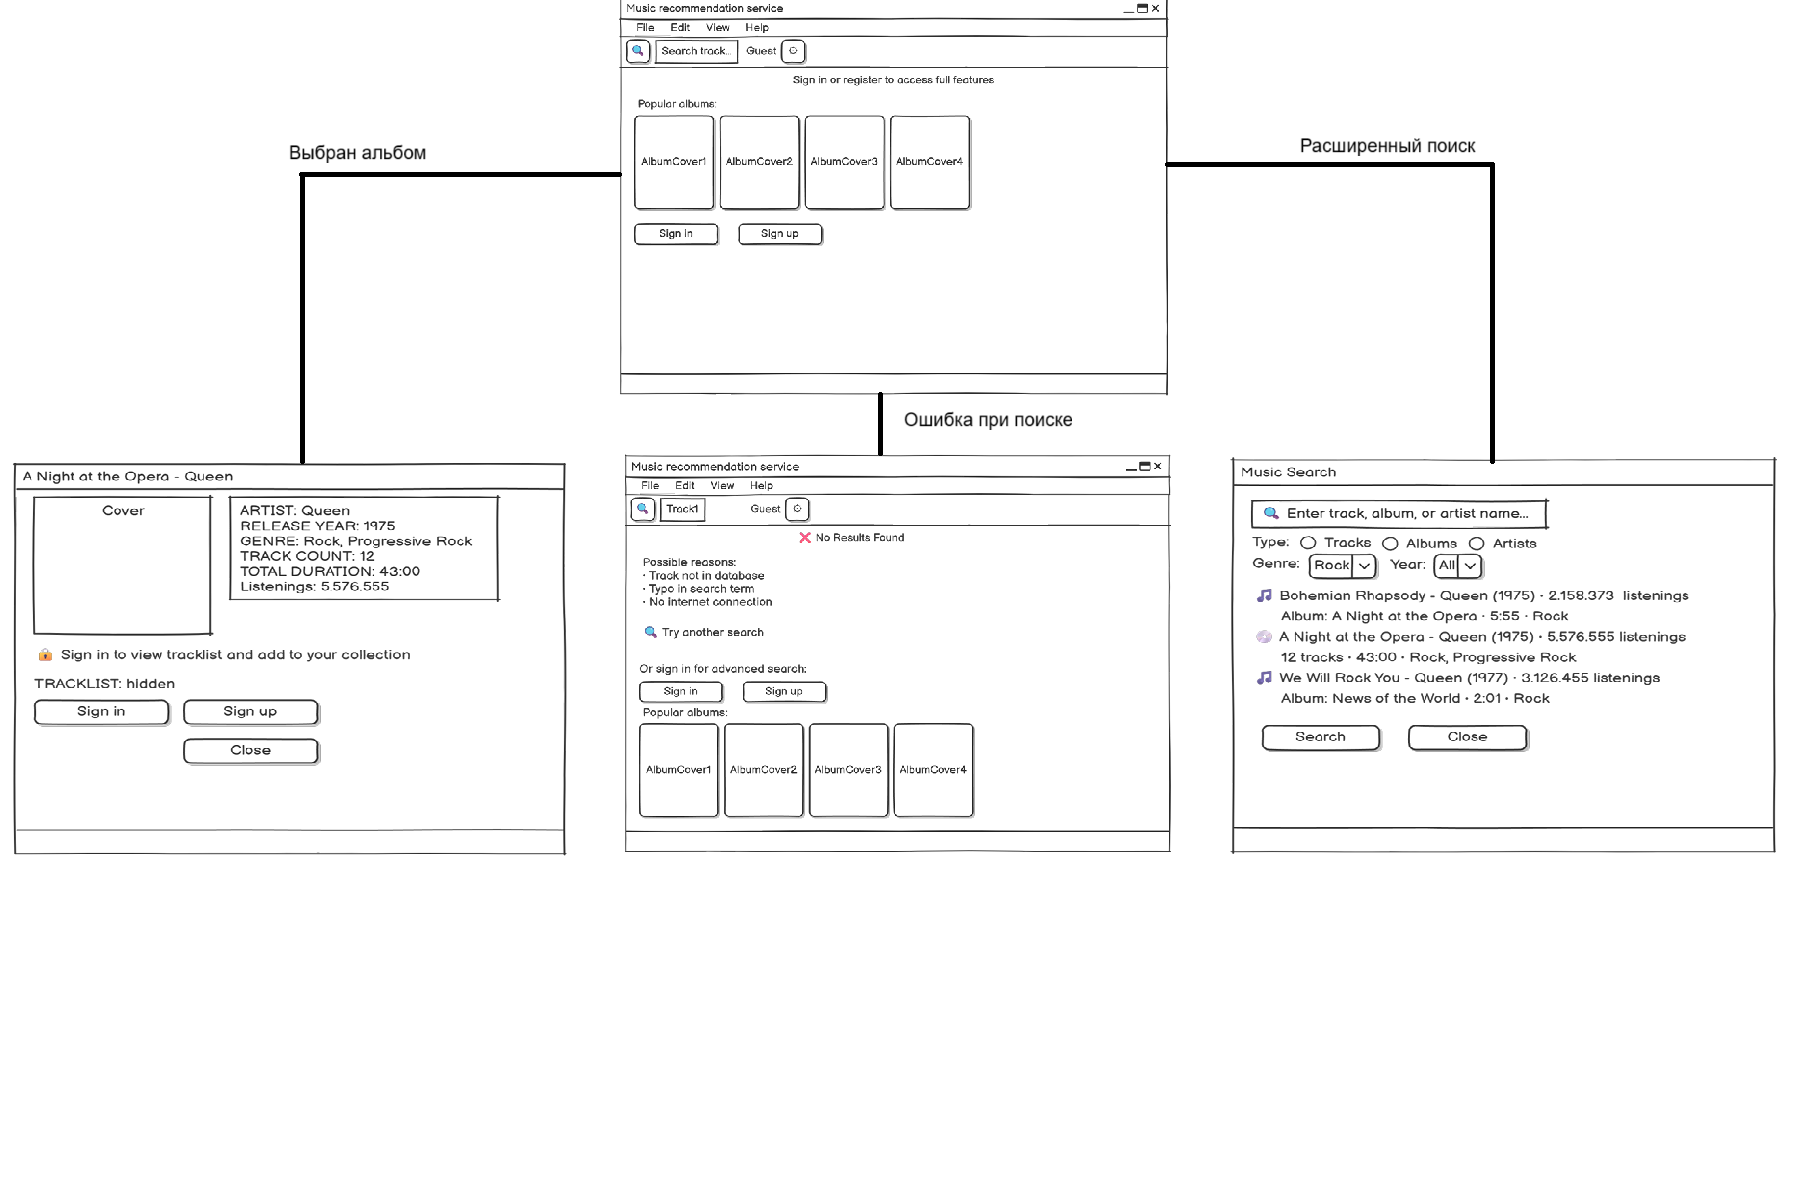 Music recommendation service
File Edit View Help
Search track... Guest
Sign in or register to access full features
Popular albums:
AlbumCover1 AlbumCover2 AlbumCover3 AlbumCover4
Sign in Sign up
Выбран альбом
Расширенный поиск
Ошибка при поиске
A Night at the Opera - Queen
Cover
ARTIST: Queen
RELEASE YEAR: 1975
GENRE: Rock, Progressive Rock
TRACK COUNT: 12
TOTAL DURATION: 43:00
Listenings: 5.576.555
Sign in to view tracklist and add to your collection
TRACKLIST: hidden
Sign in Sign up
Close
Music recommendation service
File Edit View Help
Track1 Guest
No Results Found
Possible reasons:
• Track not in database
• Typo in search term
• No internet connection
Try another search
Or sign in for advanced search:
Sign in Sign up
Popular albums:
AlbumCover1 AlbumCover2 AlbumCover3 AlbumCover4
Music Search
Enter track, album, or artist name...
Type: Tracks Albums Artists
Genre: Rock Year: All
Bohemian Rhapsody - Queen (1975) • 2.158.373 listenings
Album: A Night at the Opera • 5:55 • Rock
A Night at the Opera - Queen (1975) • 5.576.555 listenings
12 tracks • 43:00 • Rock, Progressive Rock
We Will Rock You - Queen (1977) • 3.126.455 listenings
Album: News of the World • 2:01 • Rock
Search Close